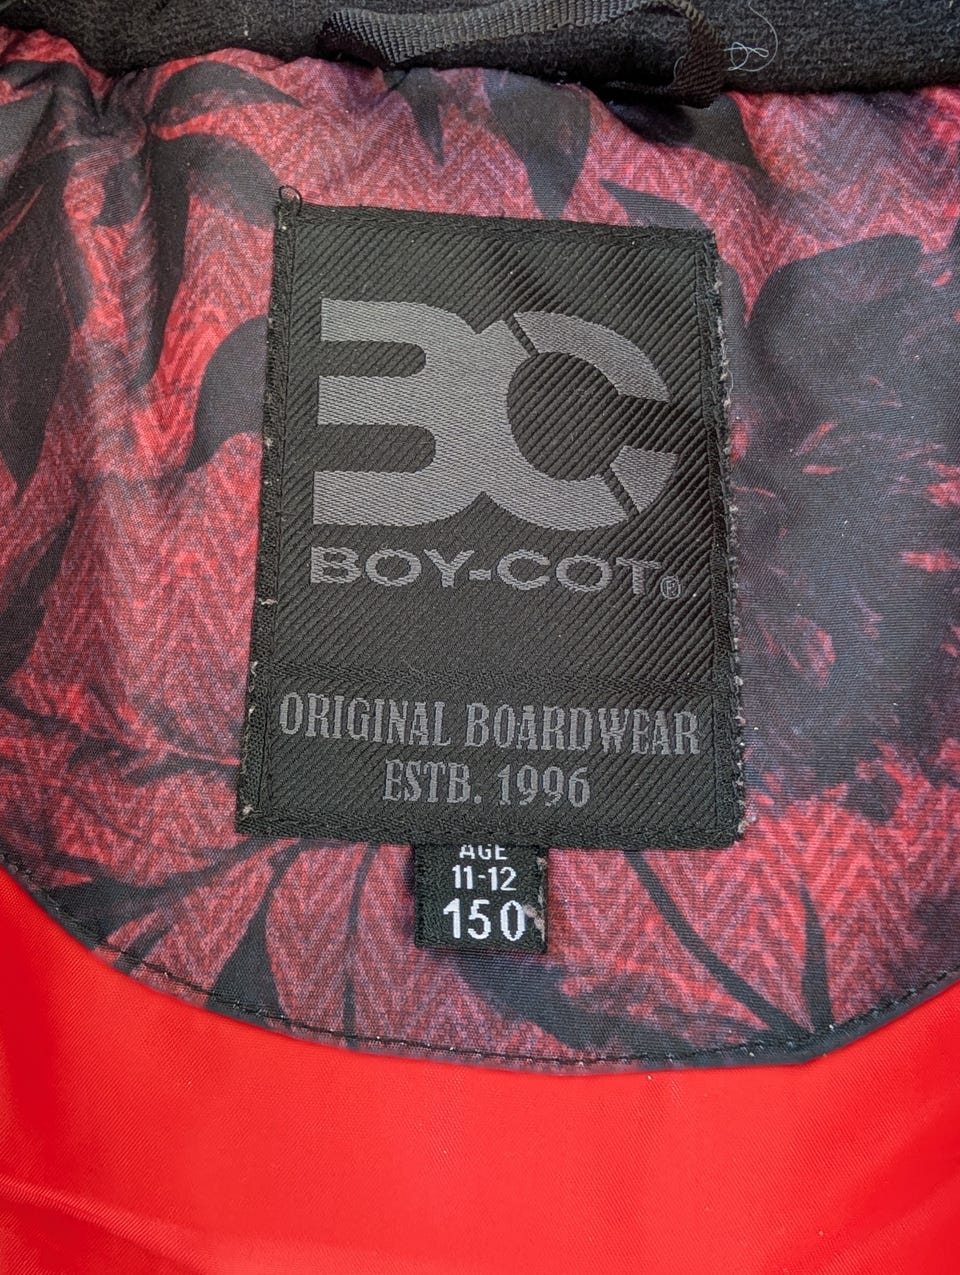 BC
BOY-COT®
ORIGINAL BOARDWEAR
ESTB. 1996
AGE
11-12
150